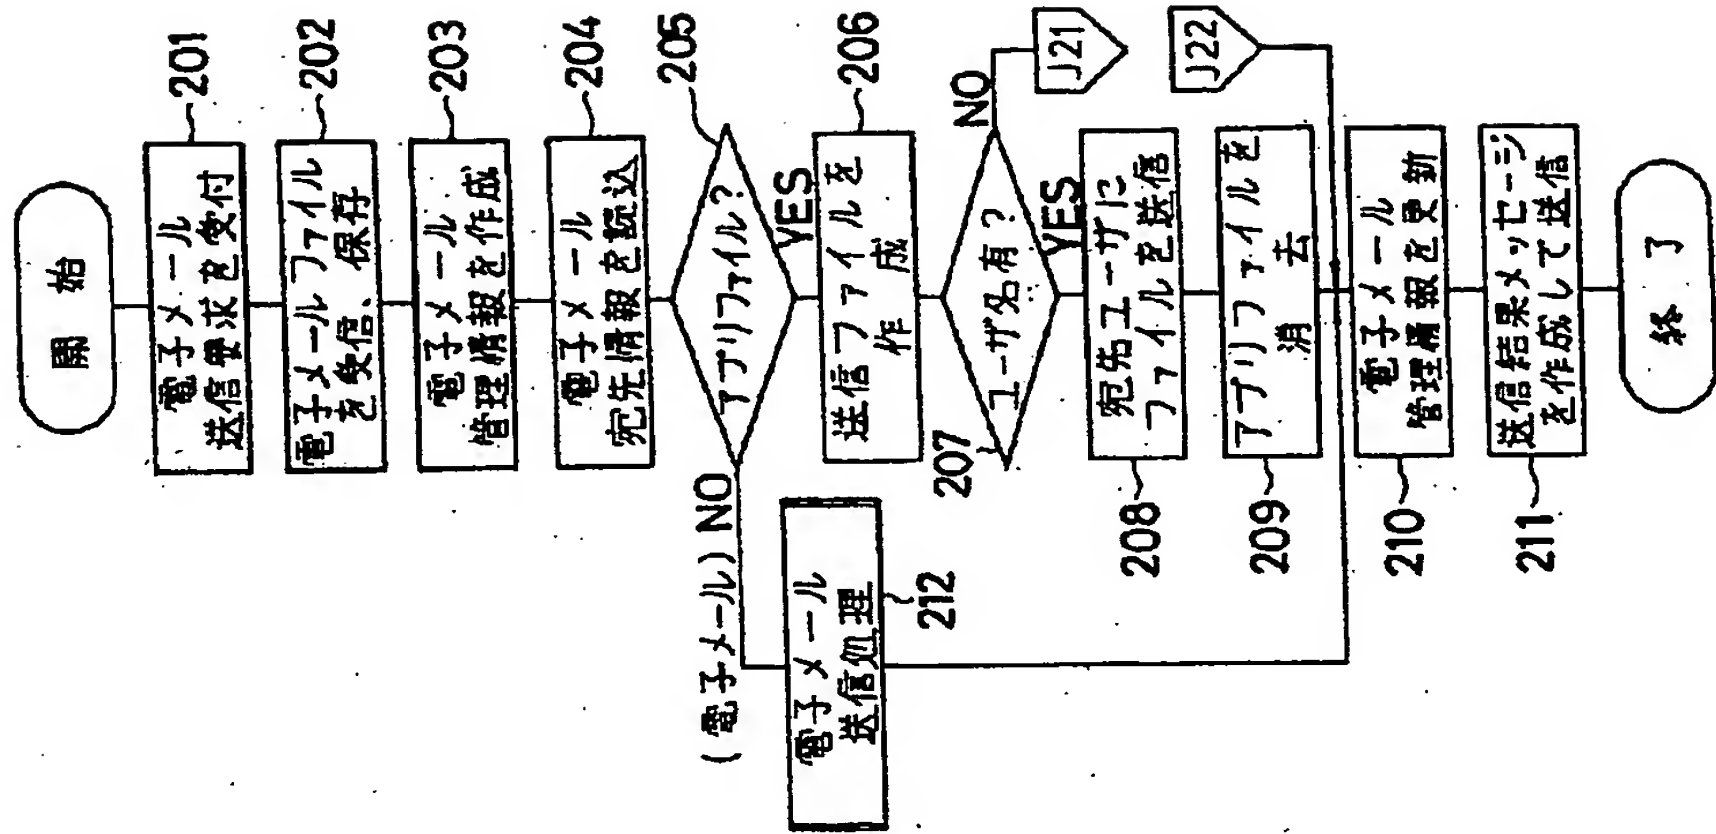 開始
電子メール
送信要求を受付
201
電子メールファイル
を受信、保存
202
電子メール
管理情報を作成
203
電子メール
宛先情報を読込
204
アプリファイル?
205
YES
(電子メール) NO
送信ファイルを
作成
206
ユーザ名有?
207
NO
J21
YES
宛先ユーザに
ファイルを送信
208
アプリファイルを
消去
209
J22
電子メール
送信処理
212
電子メール
管理情報を更新
210
送信結果メッセージ
を作成して送信
211
終了